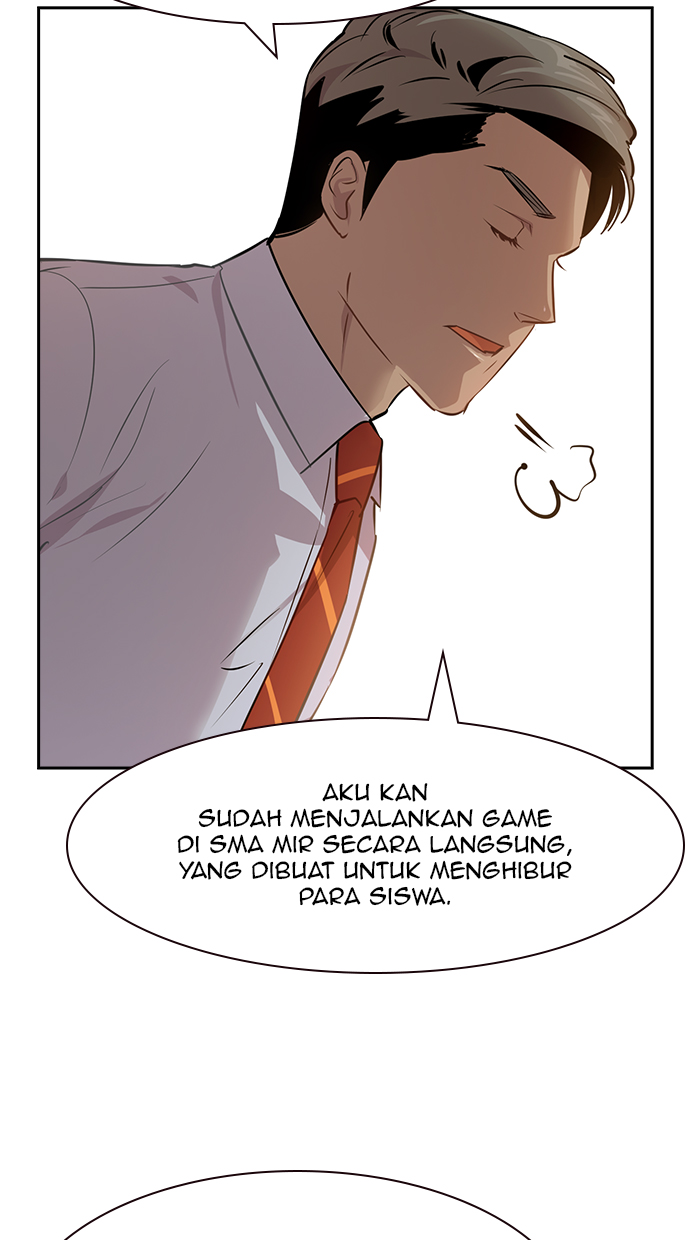 AKU KAN
SUDAH MENJALANKAN GAME
DI SMA MIR SECARA LANGSUNG,
YANG DIBUAT UNTUK MENGHIBUR
PARA SISWA.